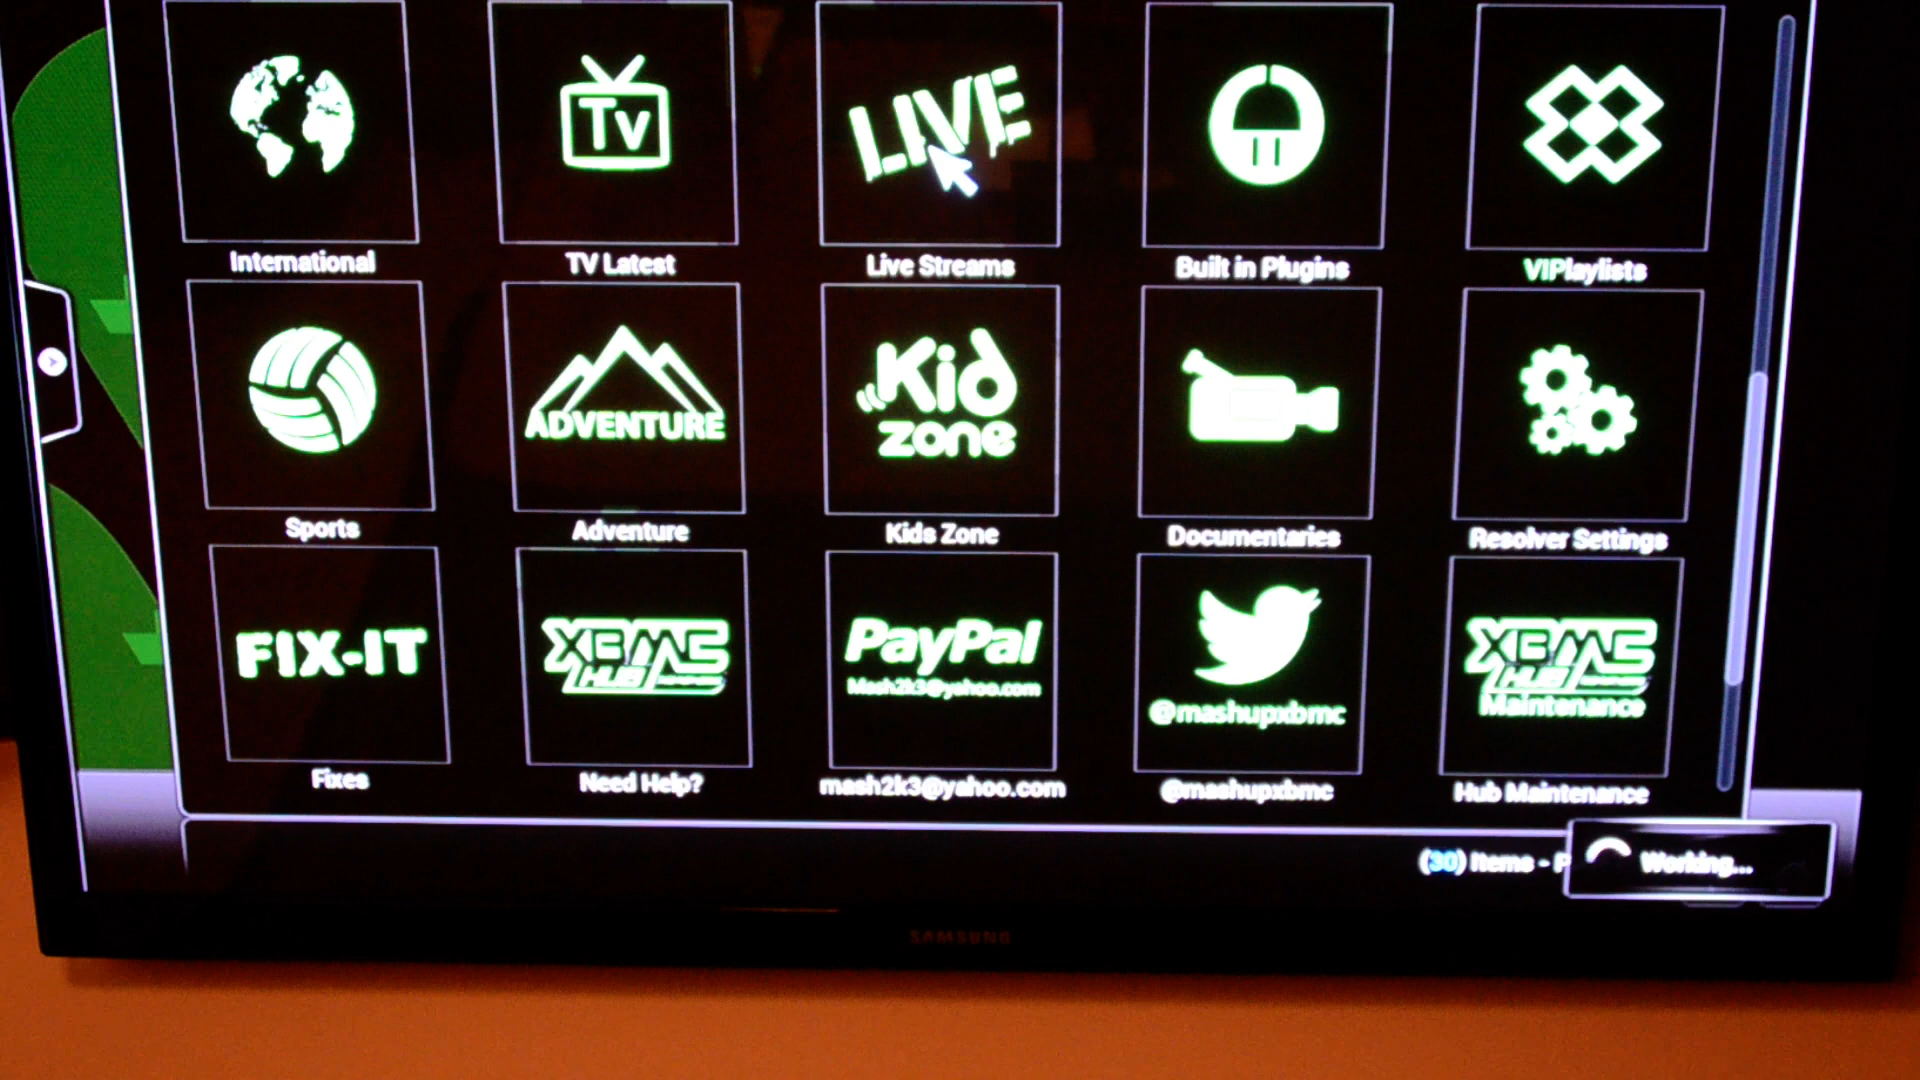 Tv
LIVE
International
TV Latest
Live Streams
Built in Plugins
VIPlaylists
ADVENTURE
Kid
zone
Sports
Adventure
Kids Zone
Documentaries
Resolver Settings
FIX-IT
XBMC
HUB
PayPal
Mash2k3@yahoo.com
@mashupxbmc
XBMC
HUB
Maintenance
Fixes
Need Help?
mash2k3@yahoo.com
@mashupxbmc
Hub Maintenance
(30) Items - P
Working...
SAMSUNG